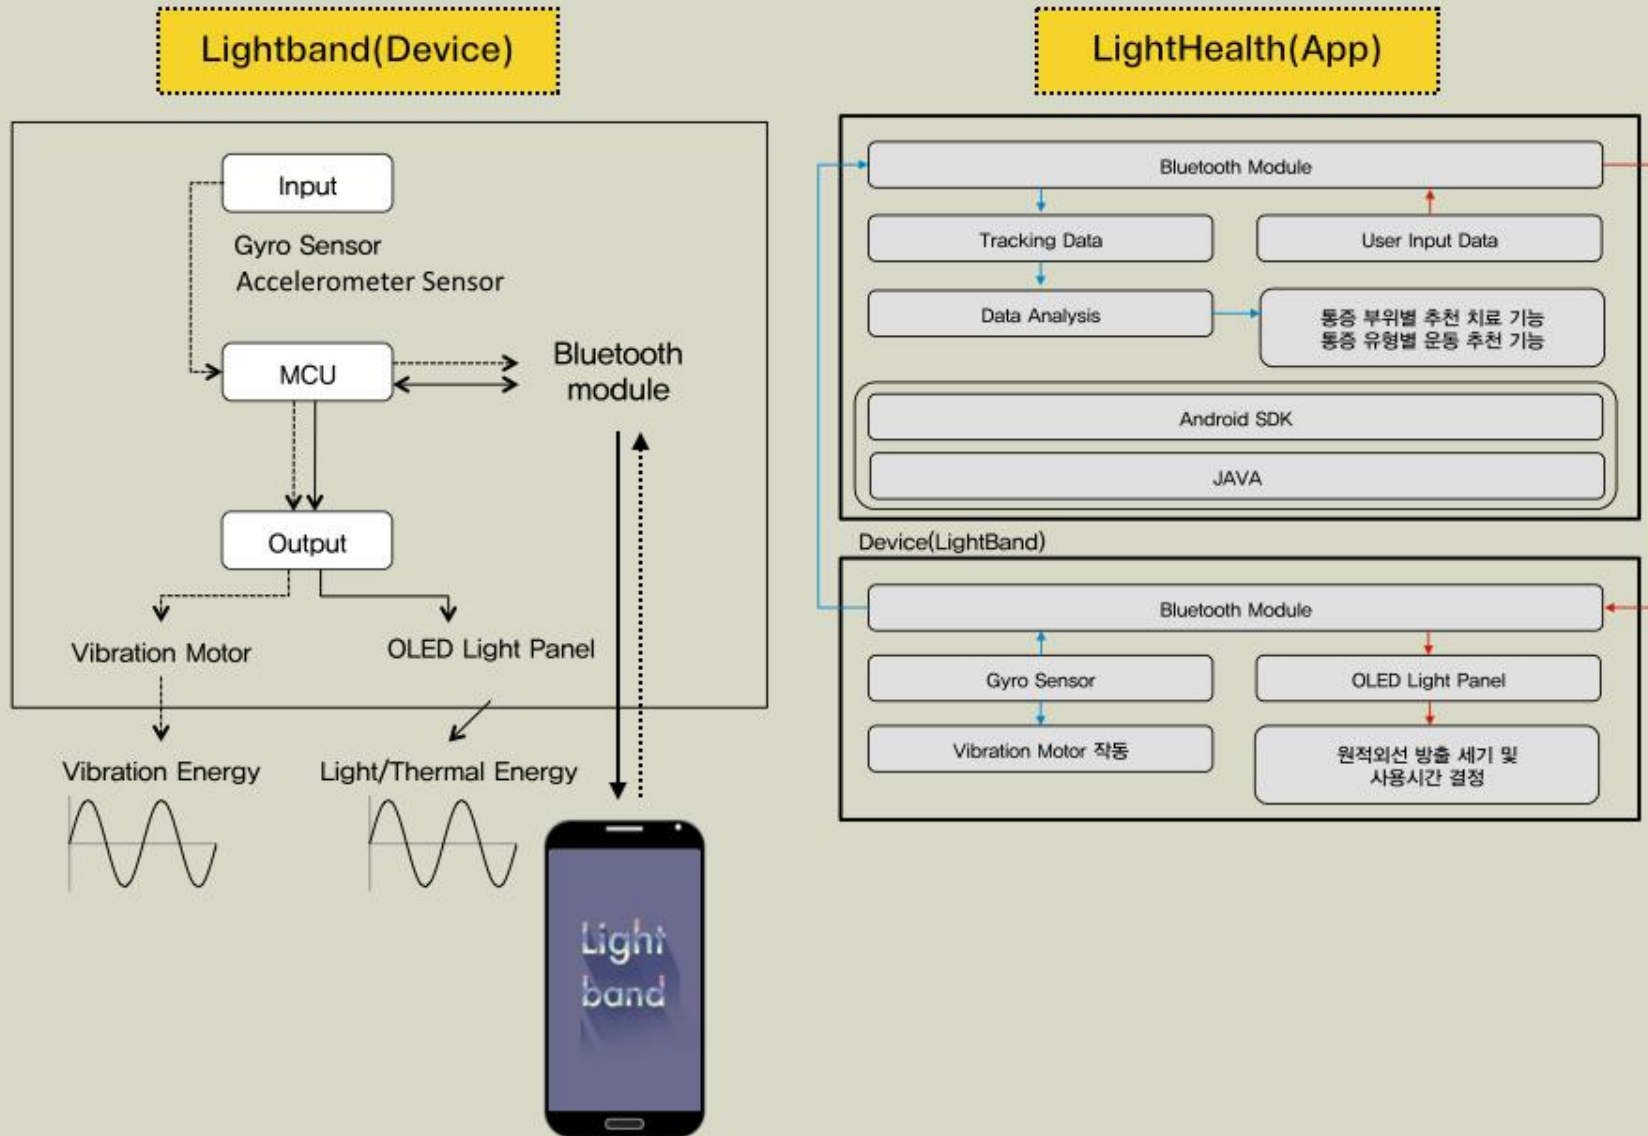 Lightband(Device)
Input
Gyro Sensor
Accelerometer Sensor
MCU
Bluetooth
module
Output
Vibration Motor
OLED Light Panel
Vibration Energy
Light/Thermal Energy
Light
band
LightHealth(App)
Bluetooth Module
Tracking Data
User Input Data
Data Analysis
통증 부위별 추천 치료 기능
통증 유형별 운동 추천 기능
Android SDK
JAVA
Device(LightBand)
Bluetooth Module
Gyro Sensor
OLED Light Panel
Vibration Motor 작동
원적외선 방출 세기 및
사용시간 결정